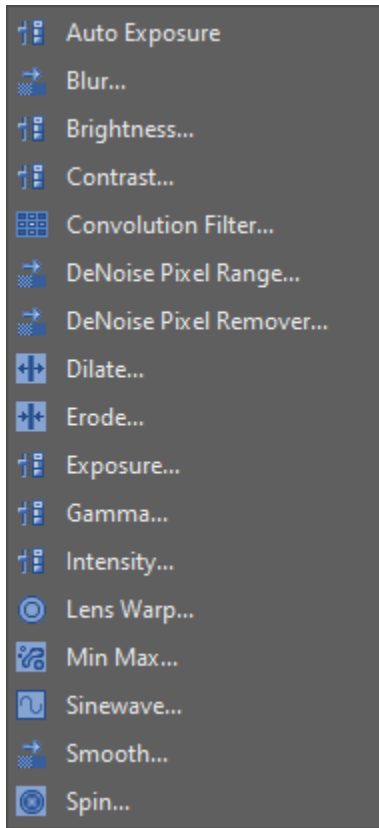 Auto Exposure
Blur...
Brightness...
Contrast...
Convolution Filter...
DeNoise Pixel Range...
DeNoise Pixel Remover...
Dilate...
Erode...
Exposure...
Gamma...
Intensity...
Lens Warp...
Min Max...
Sinewave...
Smooth...
Spin...